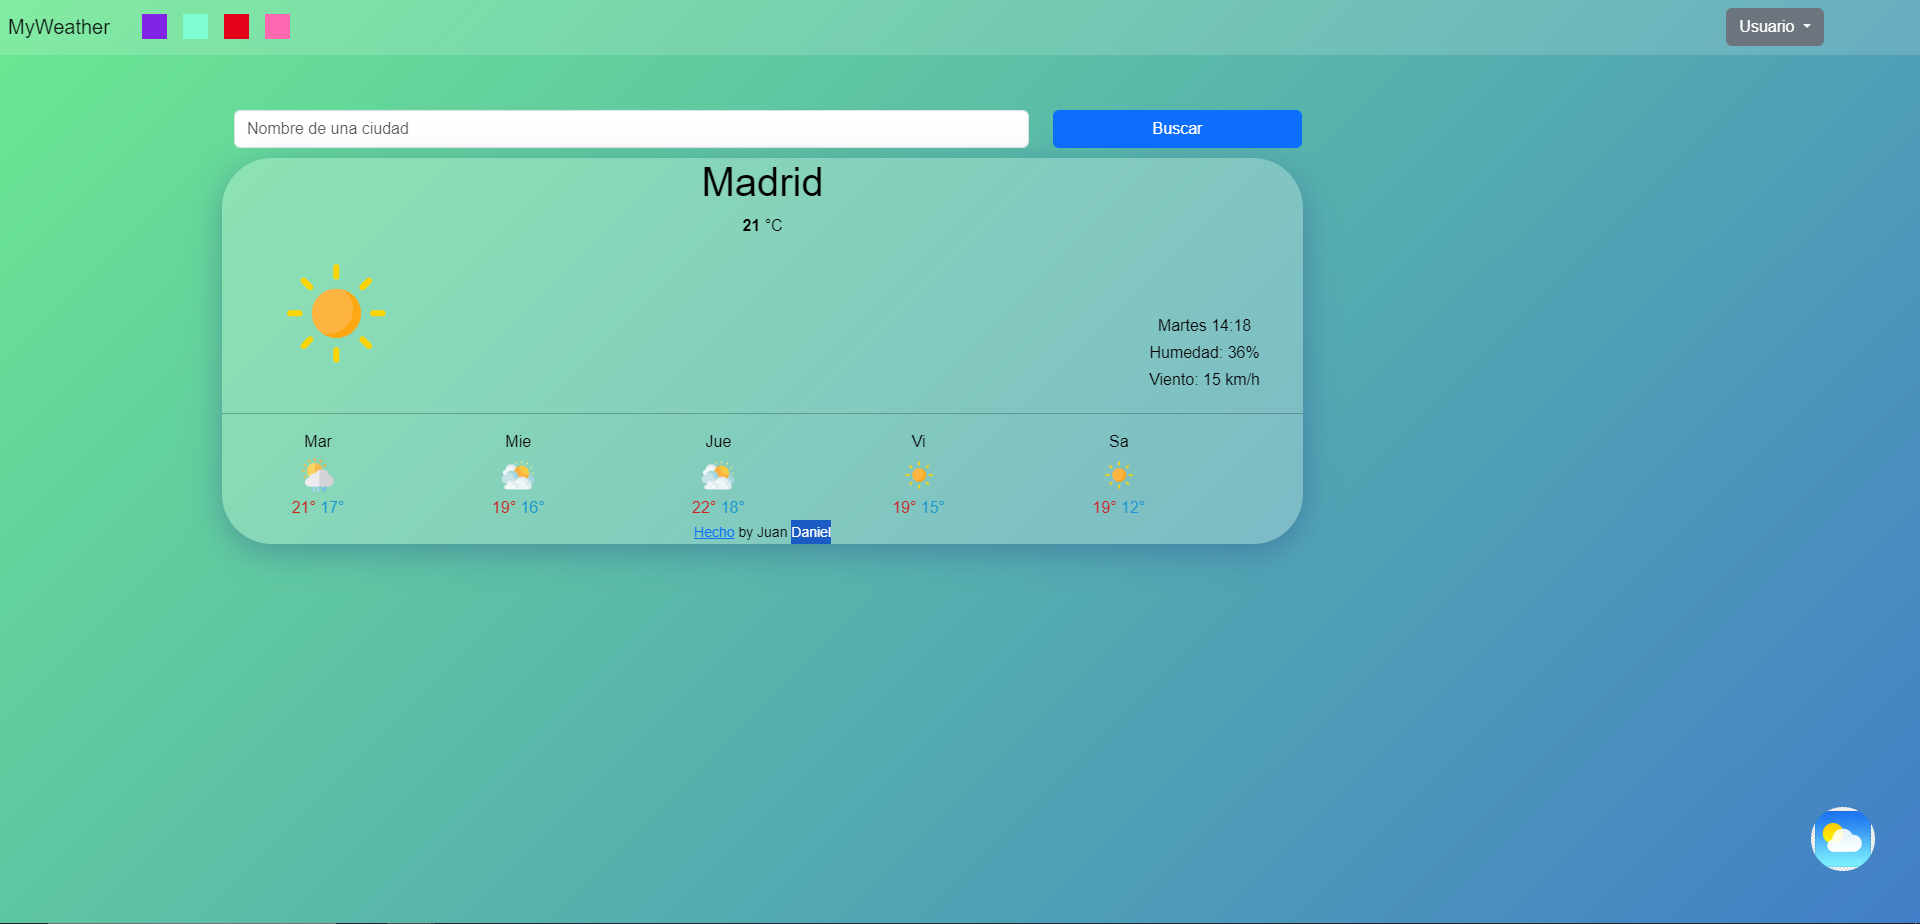 MyWeather
Usuario
Nombre de una ciudad
Buscar
Madrid
21 °C
Martes 14:18
Humedad: 36%
Viento: 15 km/h
Mar Mie Jue Vi Sa
21° 17° 19° 16° 22° 18° 19° 15° 19° 12°
Hecho by Juan Daniel